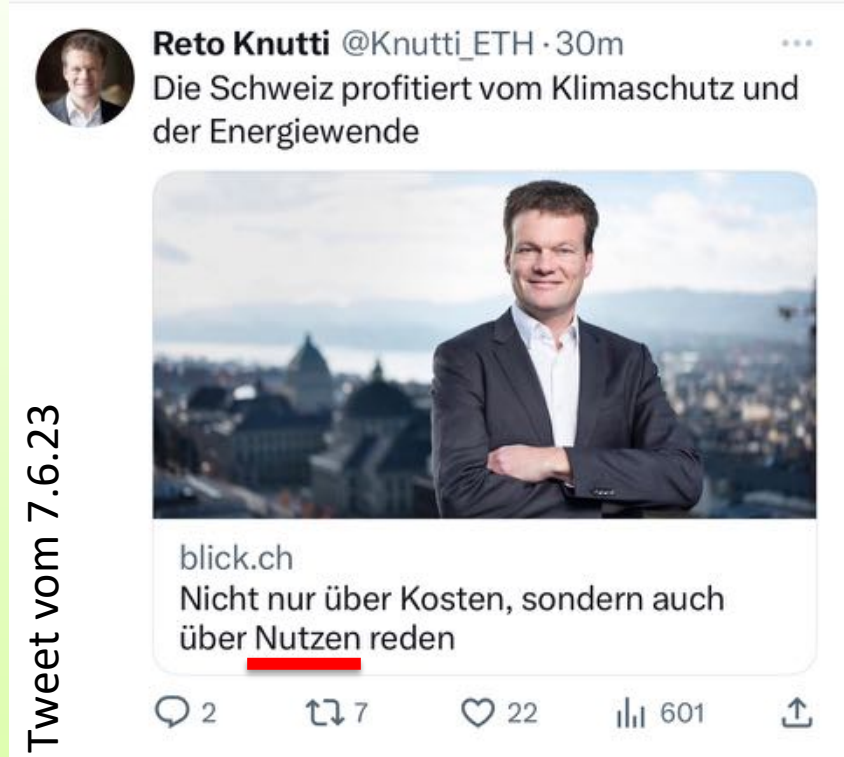 Reto Knutti @Knutti_ETH · 30m
Die Schweiz profitiert vom Klimaschutz und
der Energiewende
blick.ch
Nicht nur über Kosten, sondern auch
über Nutzen reden
2 7 22 601
Tweet vom 7.6.23